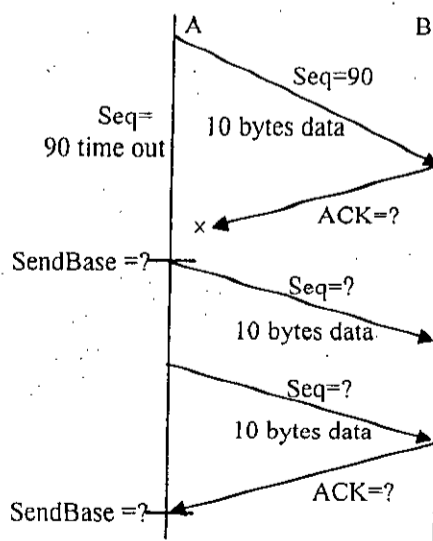 A
B
Seq=90
Seq=
90 time out
10 bytes data
ACK=?
×
SendBase =?
Seq=?
10 bytes data
Seq=?
10 bytes data
ACK=?
SendBase =?